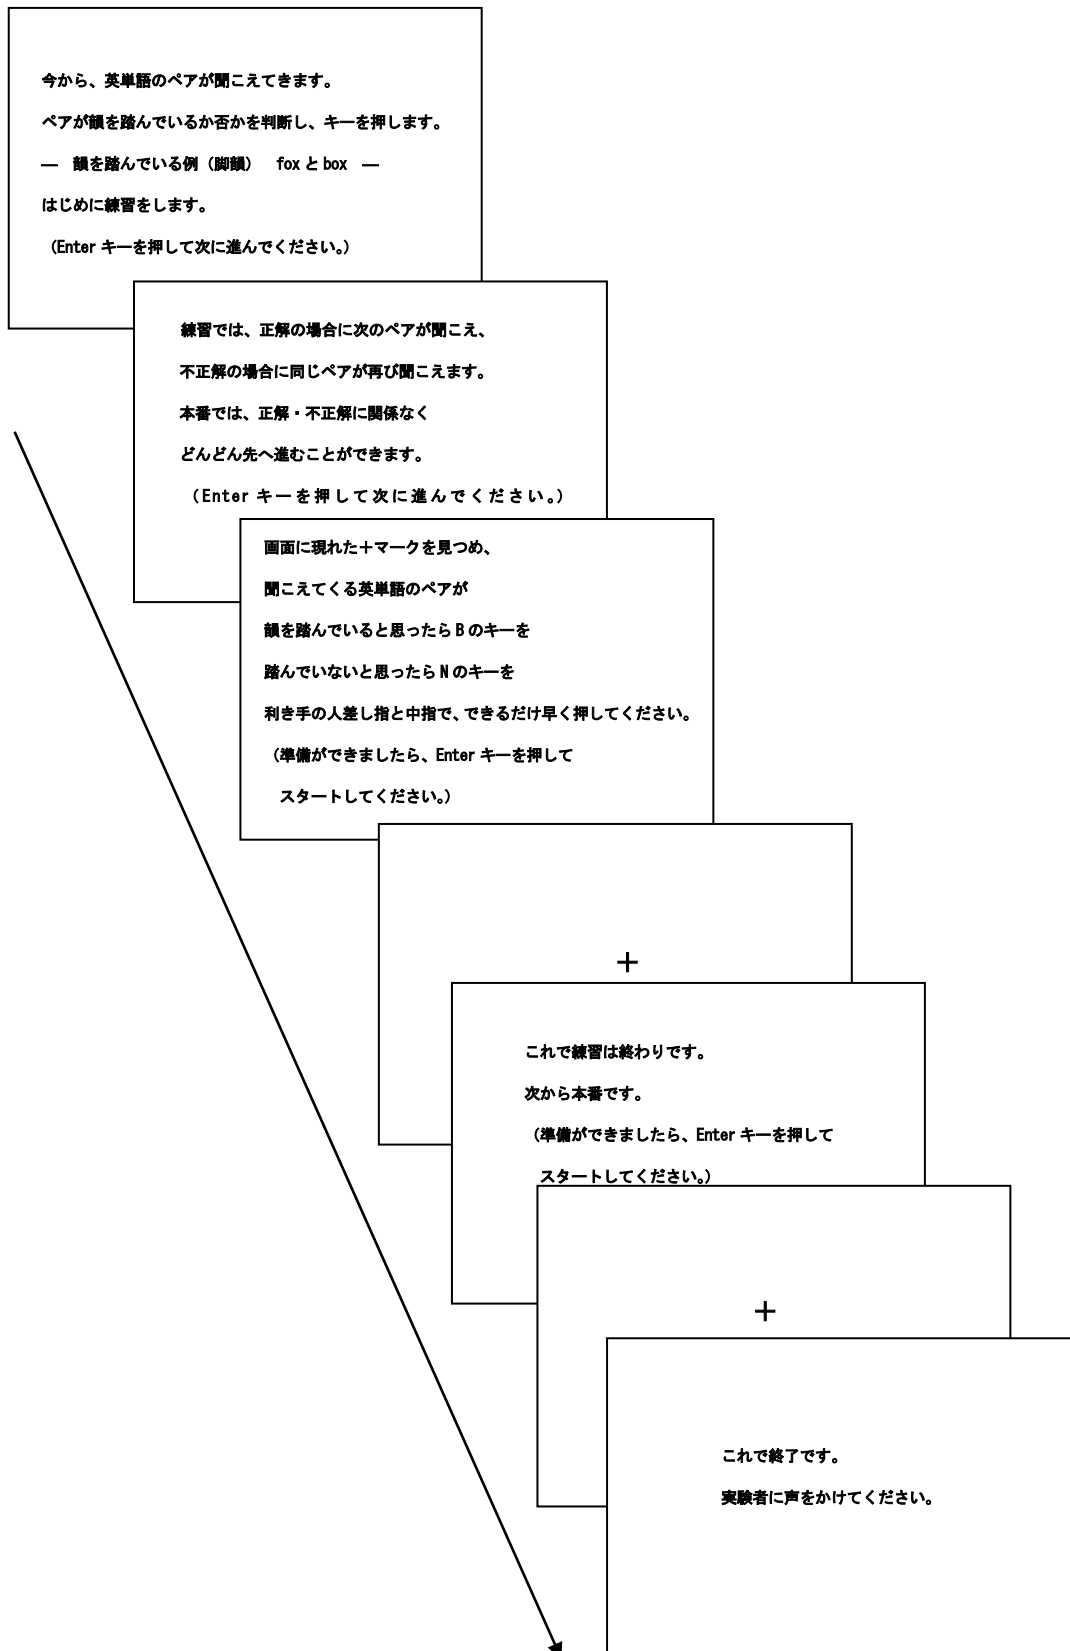 今から、英単語のペアが聞こえてきます。
ペアが韻を踏んでいるか否かを判断し、キーを押します。
― 韻を踏んでいる例（脚韻） fox と box ―
はじめに練習をします。
（Enter キーを押して次に進んでください。）
練習では、正解の場合に次のペアが聞こえ、
不正解の場合に同じペアが再び聞こえます。
本番では、正解・不正解に関係なく
どんどん先へ進むことができます。
（Enter キーを押して次に進んでください。）
画面に現れた＋マークを見つめ、
聞こえてくる英単語のペアが
韻を踏んでいると思ったら B のキーを
踏んでいないと思ったら N のキーを
利き手の人差し指と中指で、できるだけ早く押してください。
（準備ができましたら、Enter キーを押して
スタートしてください。）
＋
これで練習は終わりです。
次から本番です。
（準備ができましたら、Enter キーを押して
スタートしてください。）
＋
これで終了です。
実験者に声をかけてください。